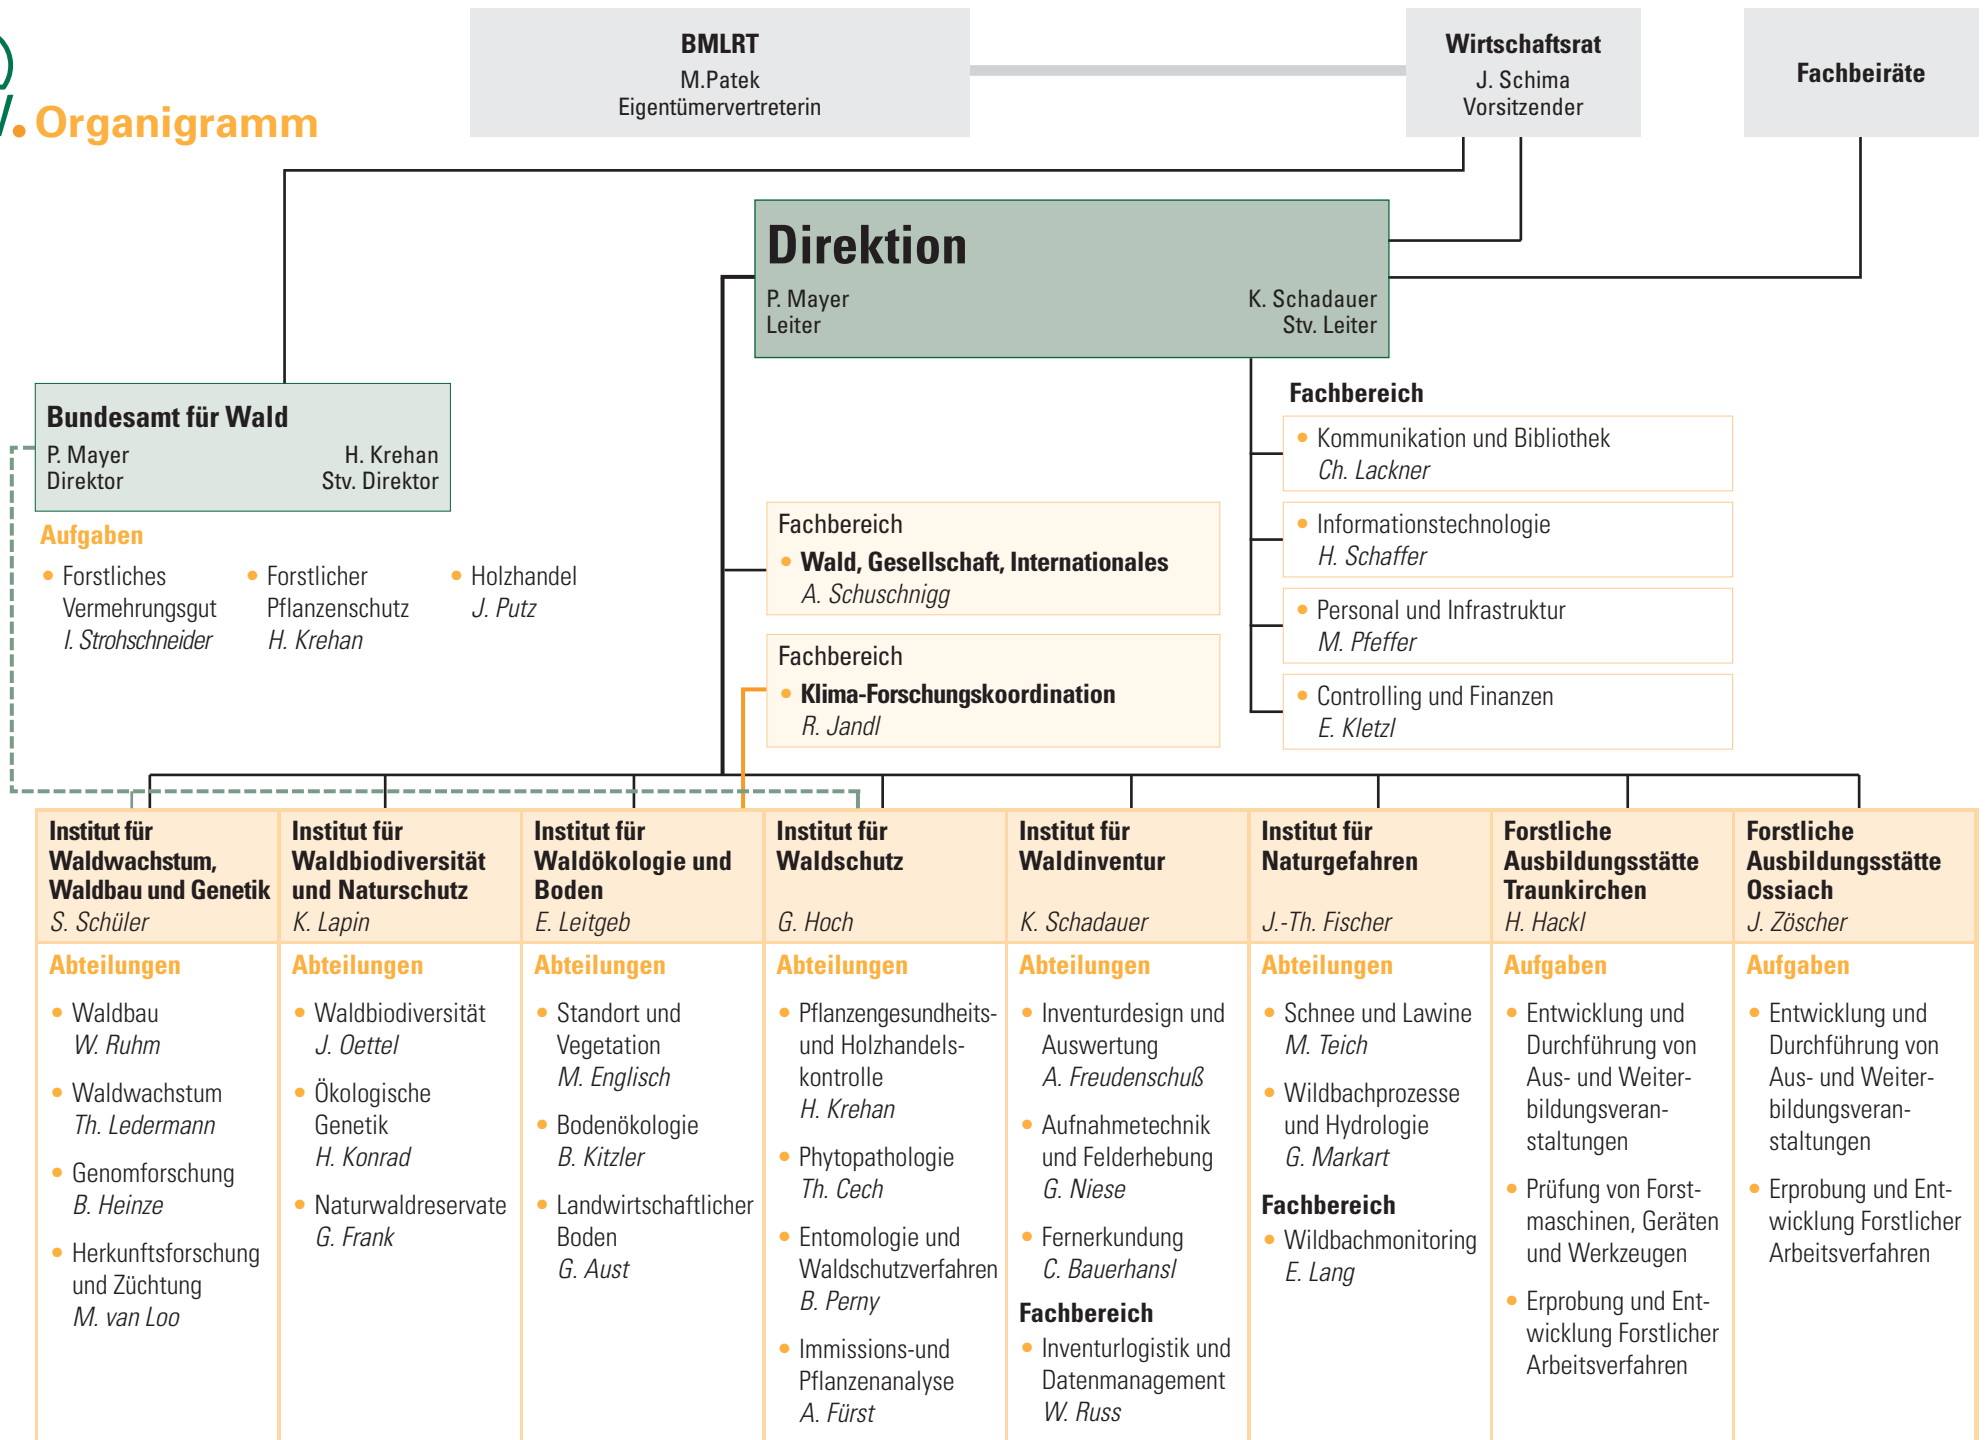 Organigramm
BMLRT
M.Patek
Eigentümervertreterin
Wirtschaftsrat
J. Schima
Vorsitzender
Fachbeiräte
Direktion
P. Mayer
Leiter
K. Schadauer
Stv. Leiter
Bundesamt für Wald
P. Mayer
Direktor
H. Krehan
Stv. Direktor
Aufgaben
• Forstliches
Vermehrungsgut
I. Strohschneider
• Forstlicher
Pflanzenschutz
H. Krehan
• Holzhandel
J. Putz
Fachbereich
• Wald, Gesellschaft, Internationales
A. Schuschnigg
Fachbereich
• Klima-Forschungskoordination
R. Jandl
Fachbereich
• Kommunikation und Bibliothek
Ch. Lackner
• Informationstechnologie
H. Schaffer
• Personal und Infrastruktur
M. Pfeffer
• Controlling und Finanzen
E. Kletzl
Institut für
Waldwachstum,
Waldbau und Genetik
S. Schüler
Abteilungen
• Waldbau
W. Ruhm
• Waldwachstum
Th. Ledermann
• Genomforschung
B. Heinze
• Herkunftsforschung
und Züchtung
M. van Loo
Institut für
Waldbiodiversität
und Naturschutz
K. Lapin
Abteilungen
• Waldbiodiversität
J. Oettel
• Ökologische
Genetik
H. Konrad
• Naturwaldreservate
G. Frank
Institut für
Waldökologie und
Boden
E. Leitgeb
Abteilungen
• Standort und
Vegetation
M. Englisch
• Bodenökologie
B. Kitzler
• Landwirtschaftlicher
Boden
G. Aust
Institut für
Waldschutz
G. Hoch
Abteilungen
• Pflanzengesundheits-
und Holzhandels-
kontrolle
H. Krehan
• Phytopathologie
Th. Cech
• Entomologie und
Waldschutzverfahren
B. Perny
• Immissions-und
Pflanzenanalyse
A. Fürst
Institut für
Waldinventur
K. Schadauer
Abteilungen
• Inventurdesign und
Auswertung
A. Freudenschuß
• Aufnahmetechnik
und Felderhebung
G. Niese
• Fernerkundung
C. Bauerhansl
Fachbereich
• Inventurlogistik und
Datenmanagement
W. Russ
Institut für
Naturgefahren
J.-Th. Fischer
Abteilungen
• Schnee und Lawine
M. Teich
• Wildbachprozesse
und Hydrologie
G. Markart
Fachbereich
• Wildbachmonitoring
E. Lang
Forstliche
Ausbildungsstätte
Traunkirchen
H. Hackl
Aufgaben
• Entwicklung und
Durchführung von
Aus- und Weiter-
bildungsveran-
staltungen
• Prüfung von Forst-
maschinen, Geräten
und Werkzeugen
• Erprobung und Ent-
wicklung Forstlicher
Arbeitsverfahren
Forstliche
Ausbildungsstätte
Ossiach
J. Zöscher
Aufgaben
• Entwicklung und
Durchführung von
Aus- und Weiter-
bildungsveran-
staltungen
• Erprobung und Ent-
wicklung Forstlicher
Arbeitsverfahren